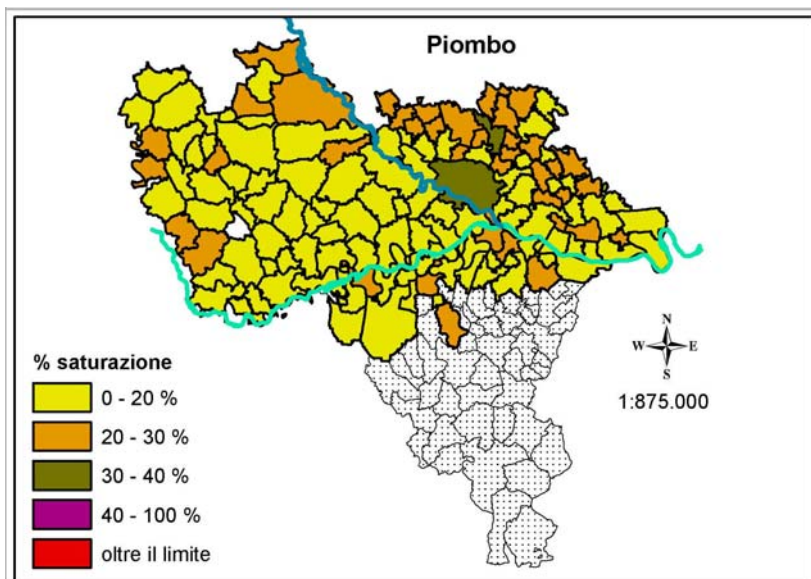 Piombo
% saturazione
0 - 20 %
20 - 30 %
30 - 40 %
40 - 100 %
oltre il limite
N
W E
S
1:875.000